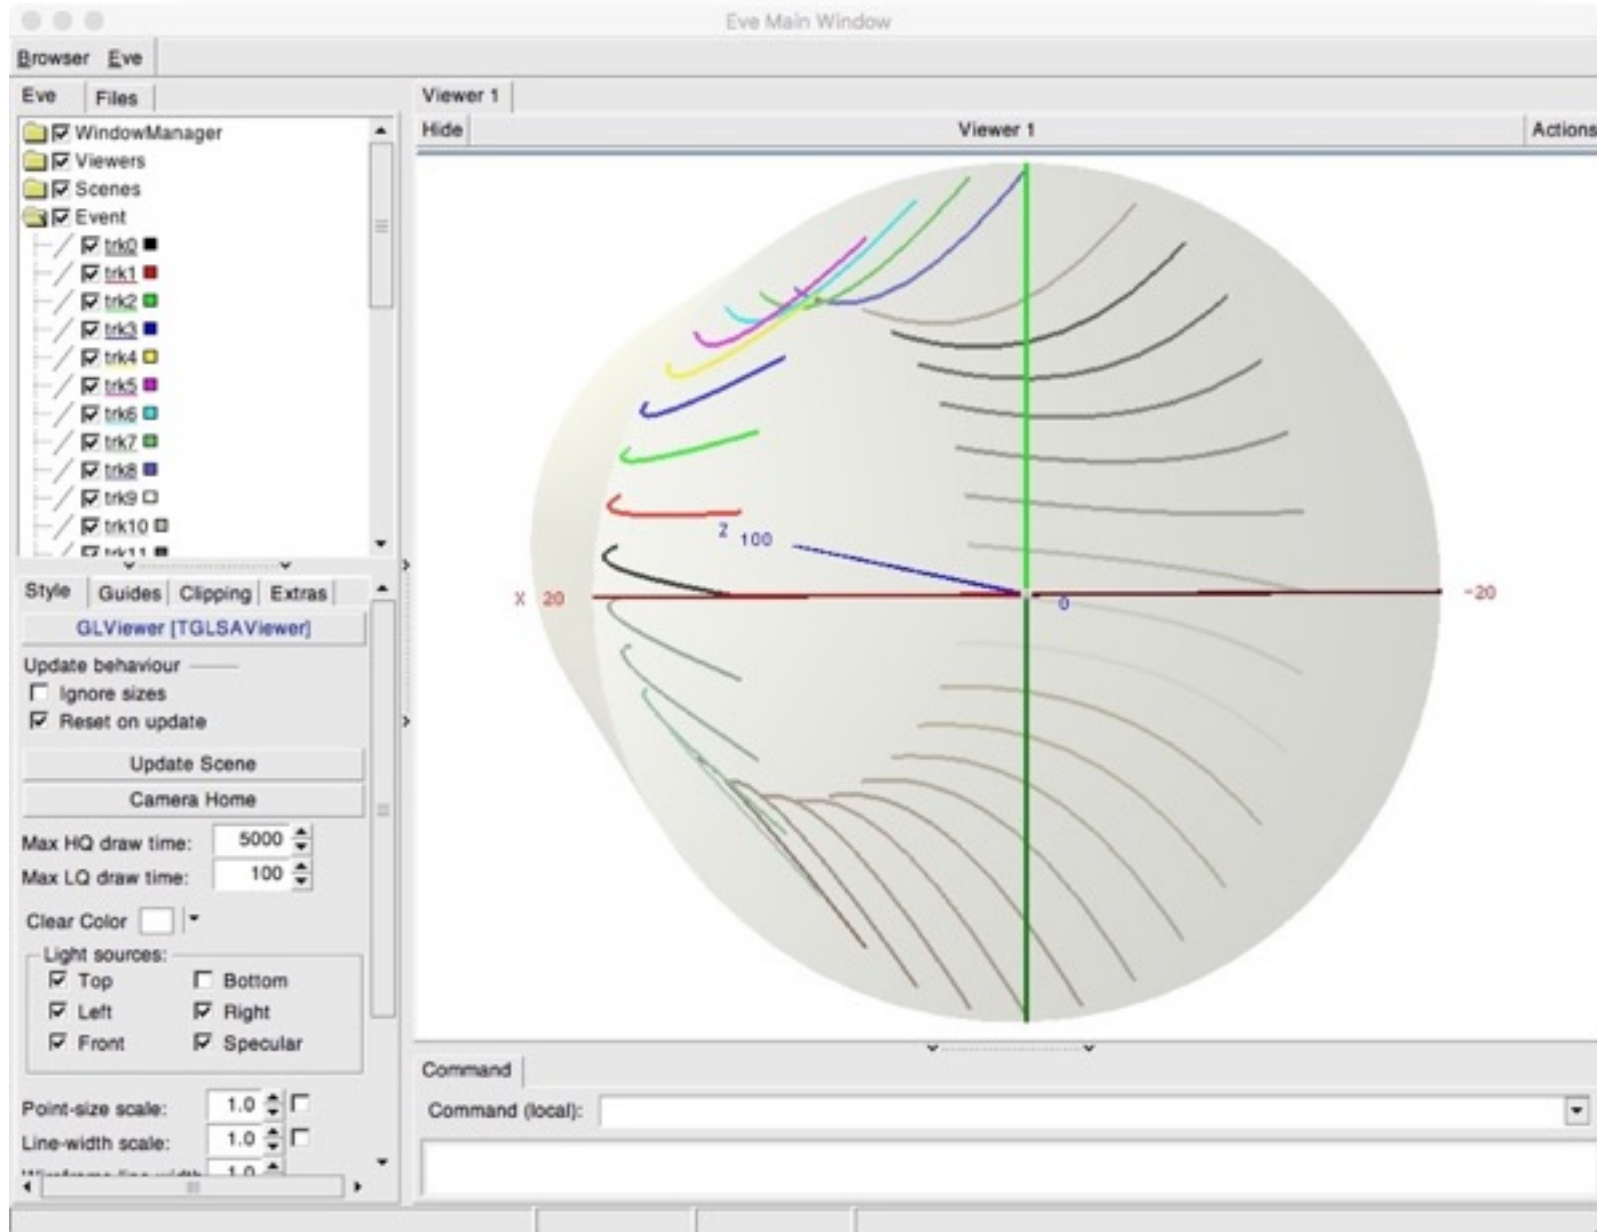 Eve Main Window
Browser Eve
Eve Files
WindowManager
Viewers
Scenes
Event
trk0
trk1
trk2
trk3
trk4
trk5
trk6
trk7
trk8
trk9
trk10
trk11
Style Guides Clipping Extras
GLViewer [TGLSAViewer]
Update behaviour
Ignore sizes
Reset on update
Update Scene
Camera Home
Max HQ draw time: 5000
Max LQ draw time: 100
Clear Color
Light sources:
Top Bottom
Left Right
Front Specular
Point-size scale: 1.0
Line-width scale: 1.0
1.0
Viewer 1
Hide Viewer 1 Actions
Z 100
X 20 0 -20
Command
Command (local):